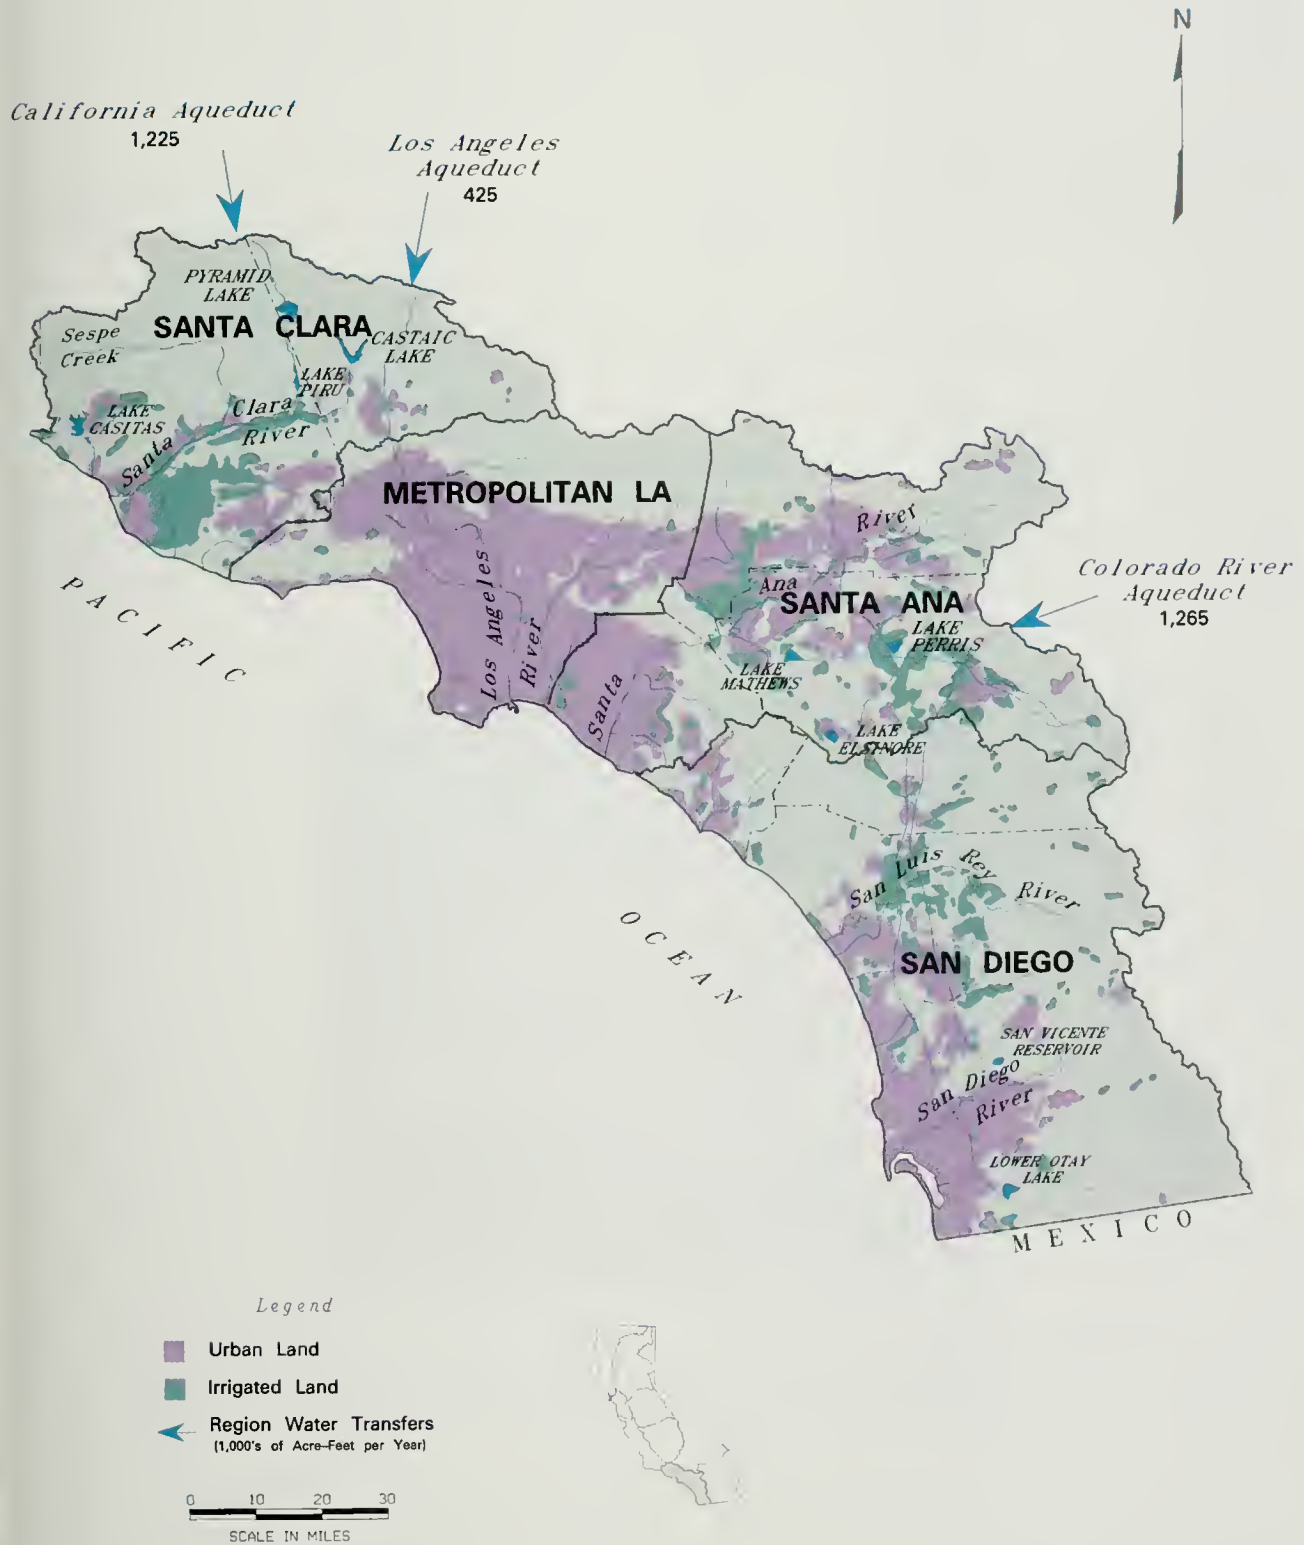 N
California Aqueduct
1,225
Los Angeles
Aqueduct
425
PYRAMID
LAKE
SANTA CLARA
Sespe
Creek
CASTAIC
LAKE
LAKE
PIRU
LAKE
CASITAS
Santa Clara
River
METROPOLITAN LA
Los Angeles
River
Santa Ana River
SANTA ANA
Colorado River
Aqueduct
1,265
LAKE
PERRIS
LAKE
MATHEWS
LAKE
ELSINORE
PACIFIC
OCEAN
San Luis Rey River
SAN DIEGO
SAN VICENTE
RESERVOIR
San Diego
River
LOWER OTAY
LAKE
MEXICO
Legend
Urban Land
Irrigated Land
Region Water Transfers
(1,000's of Acre-Feet per Year)
0 10 20 30
SCALE IN MILES